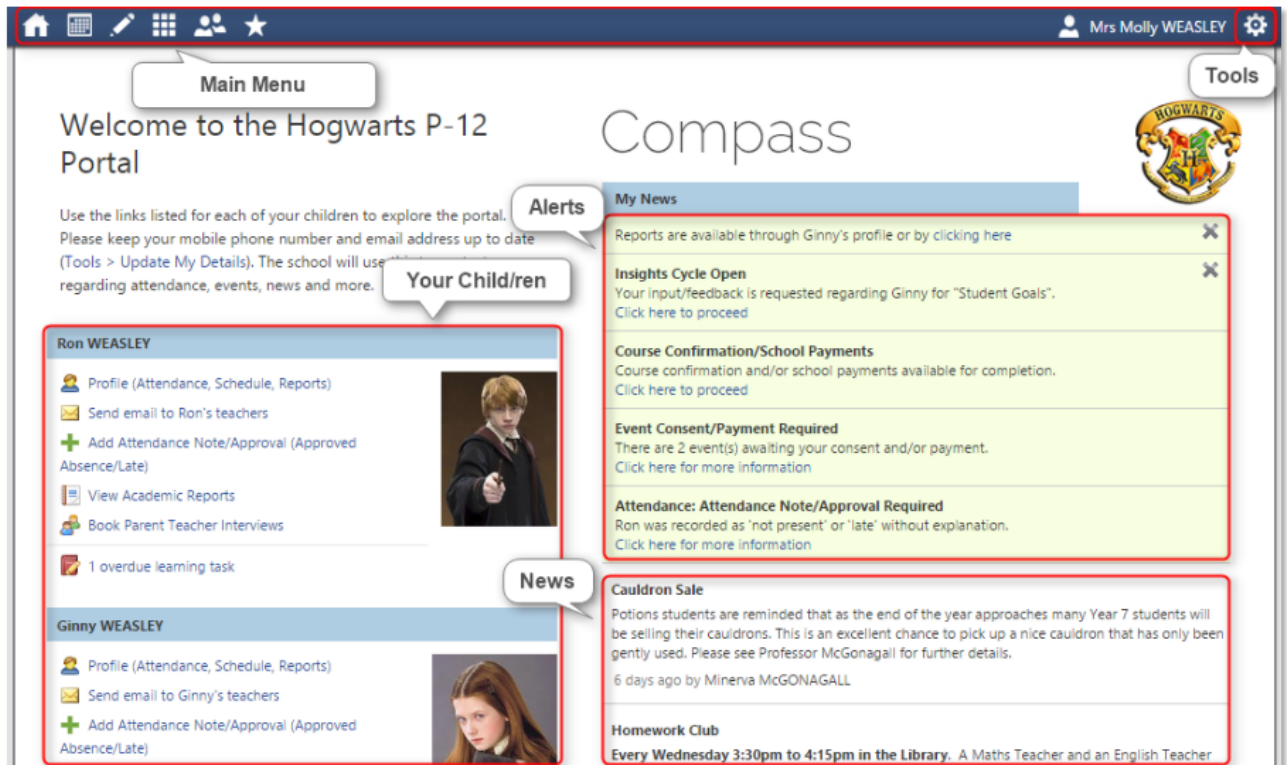 Mrs Molly WEASLEY
Main Menu
Tools
Welcome to the Hogwarts P-12
Portal
Compass
HOGWARTS
H
Use the links listed for each of your children to explore the portal.
Please keep your mobile phone number and email address up to date
(Tools > Update My Details). The school will use
regarding attendance, events, news and more.
Alerts
Your Child/ren
My News
Reports are available through Ginny's profile or by clicking here
Insights Cycle Open
Your input/feedback is requested regarding Ginny for "Student Goals".
Click here to proceed
Course Confirmation/School Payments
Course confirmation and/or school payments available for completion.
Click here to proceed
Event Consent/Payment Required
There are 2 event(s) awaiting your consent and/or payment.
Click here for more information
Attendance: Attendance Note/Approval Required
Ron was recorded as 'not present' or 'late' without explanation.
Click here for more information
Ron WEASLEY
Profile (Attendance, Schedule, Reports)
Send email to Ron's teachers
Add Attendance Note/Approval (Approved
Absence/Late)
View Academic Reports
Book Parent Teacher Interviews
1 overdue learning task
News
Ginny WEASLEY
Profile (Attendance, Schedule, Reports)
Send email to Ginny's teachers
Add Attendance Note/Approval (Approved
Absence/Late)
Cauldron Sale
Potions students are reminded that as the end of the year approaches many Year 7 students will
be selling their cauldrons. This is an excellent chance to pick up a nice cauldron that has only been
gently used. Please see Professor McGonagall for further details.
6 days ago by Minerva McGONAGALL
Homework Club
Every Wednesday 3:30pm to 4:15pm in the Library. A Maths Teacher and an English Teacher